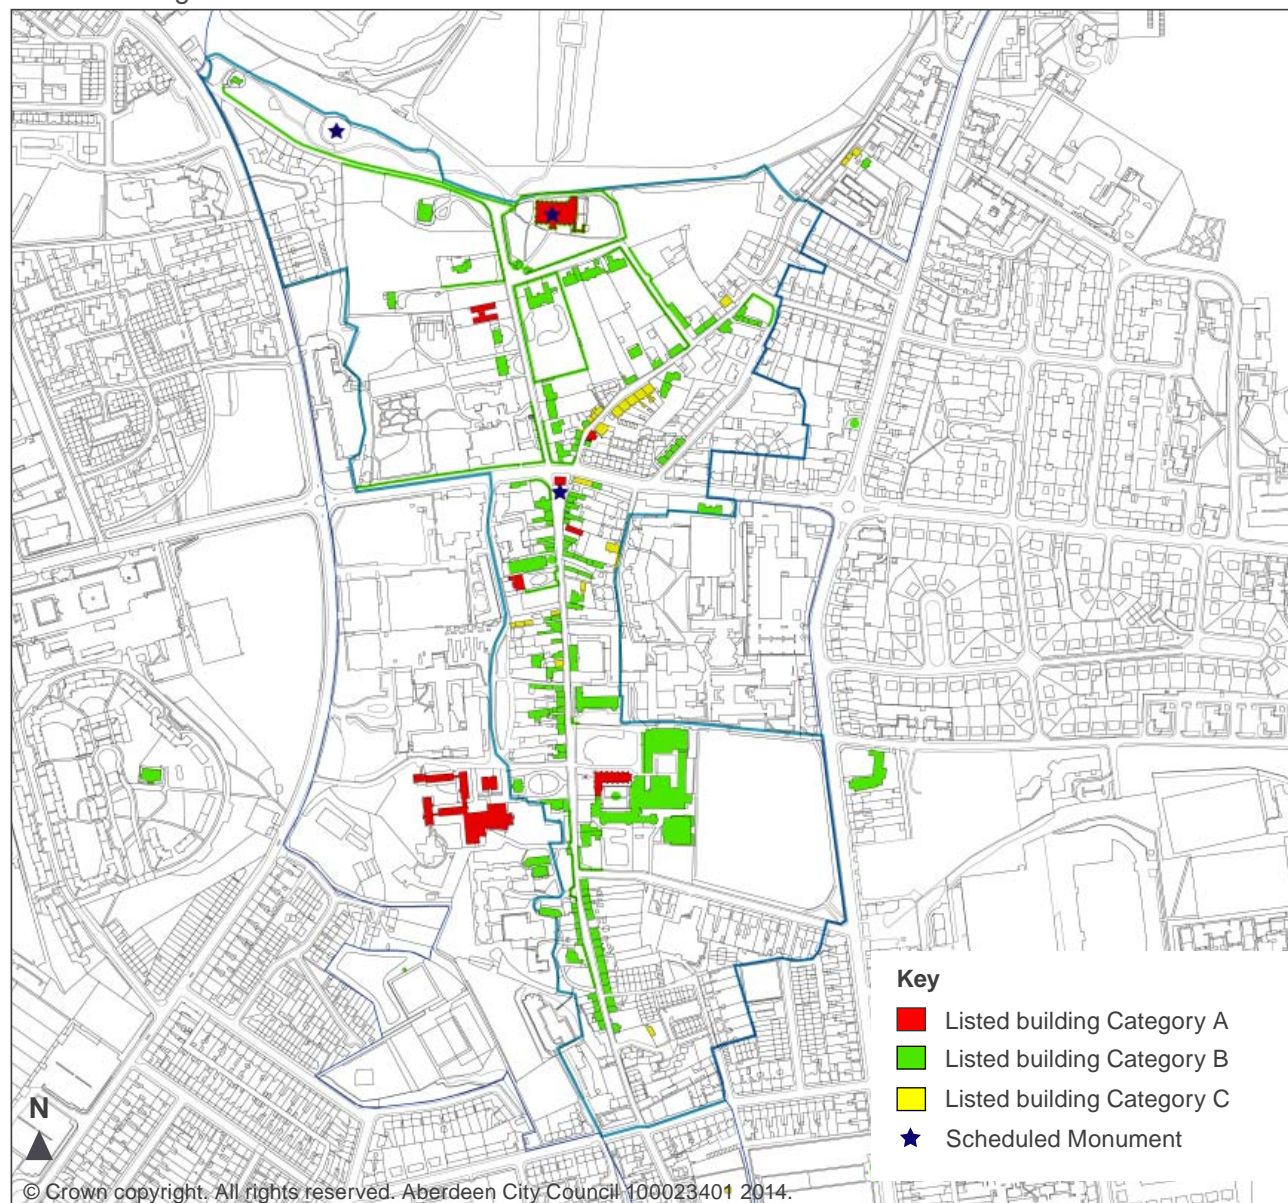 Key
Listed building Category A
Listed building Category B
Listed building Category C
Scheduled Monument
N
© Crown copyright. All rights reserved. Aberdeen City Council 100023401 2014.